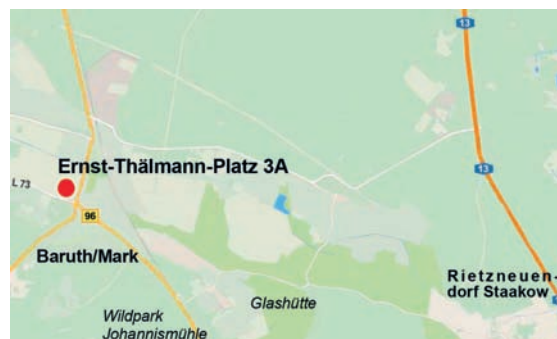 13
Ernst-Thälmann-Platz 3A
13
L 73
96
Baruth/Mark
Rietzneuen-
dorf Staakow
Glashütte
Wildpark
Johannismühle